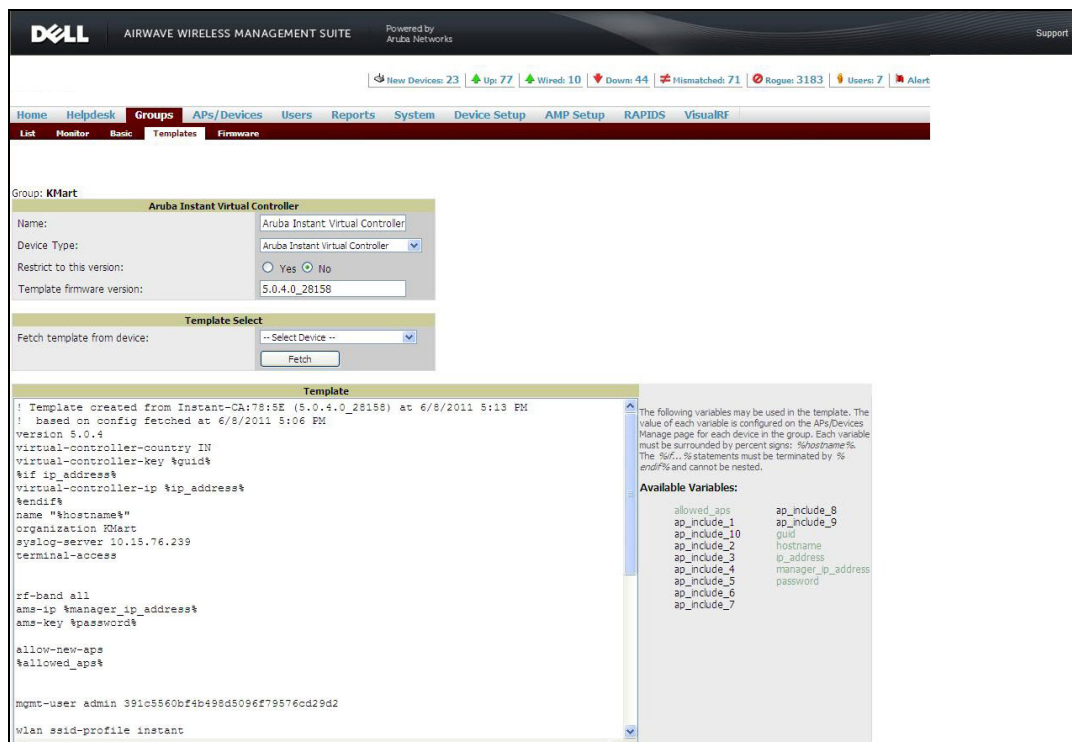 DELL AIRWAVE WIRELESS MANAGEMENT SUITE Powered by Aruba Networks Support
New Devices: 23 Up: 77 Wired: 10 Down: 44 Mismatched: 71 Rogue: 3183 Users: 7 Alert
Home Helpdesk Groups APs/Devices Users Reports System Device Setup AMP Setup RAPIDS VisualRF
List Monitor Basic Templates Firmware
Group: KMart
Aruba Instant Virtual Controller
Name: Aruba Instant Virtual Controller
Device Type: Aruba Instant Virtual Controller
Restrict to this version: Yes No
Template firmware version: 5.0.4.0_28158
Template Select
Fetch template from device: -- Select Device --
Fetch
Template
! Template created from Instant-CA:78:5E (5.0.4.0_28158) at 6/8/2011 5:13 PM
! based on config fetched at 6/8/2011 5:06 PM
version 5.0.4
virtual-controller-country IN
virtual-controller-key %guid%
%if ip_address%
virtual-controller-ip %ip_address%
%endif%
name "%hostname%"
organization KMart
syslog-server 10.15.76.239
terminal-access
rf-band all
ams-ip %manager_ip_address%
ams-key %password%
allow-new-aps
%allowed_aps%
mgmt-user admin 391c5560bf4b498d5096f79576cd29d2
wlan ssid-profile instant
The following variables may be used in the template. The
value of each variable is configured on the APs/Devices
Manage page for each device in the group. Each variable
must be surrounded by percent signs: %hostname%.
The %if... % statements must be terminated by %
endif% and cannot be nested.
Available Variables:
allowed_aps
ap_include_1
ap_include_10
ap_include_2
ap_include_3
ap_include_4
ap_include_5
ap_include_6
ap_include_7
ap_include_8
ap_include_9
guid
hostname
ip_address
manager_ip_address
password